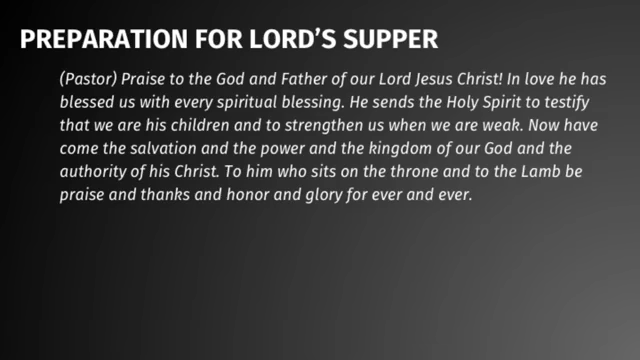 PREPARATION FOR LORD’S SUPPER
(Pastor) Praise to the God and Father of our Lord Jesus Christ! In love he has
blessed us with every spiritual blessing. He sends the Holy Spirit to testify
that we are his children and to strengthen us when we are weak. Now have
come the salvation and the power and the kingdom of our God and the
authority of his Christ. To him who sits on the throne and to the Lamb be
praise and thanks and honor and glory for ever and ever.